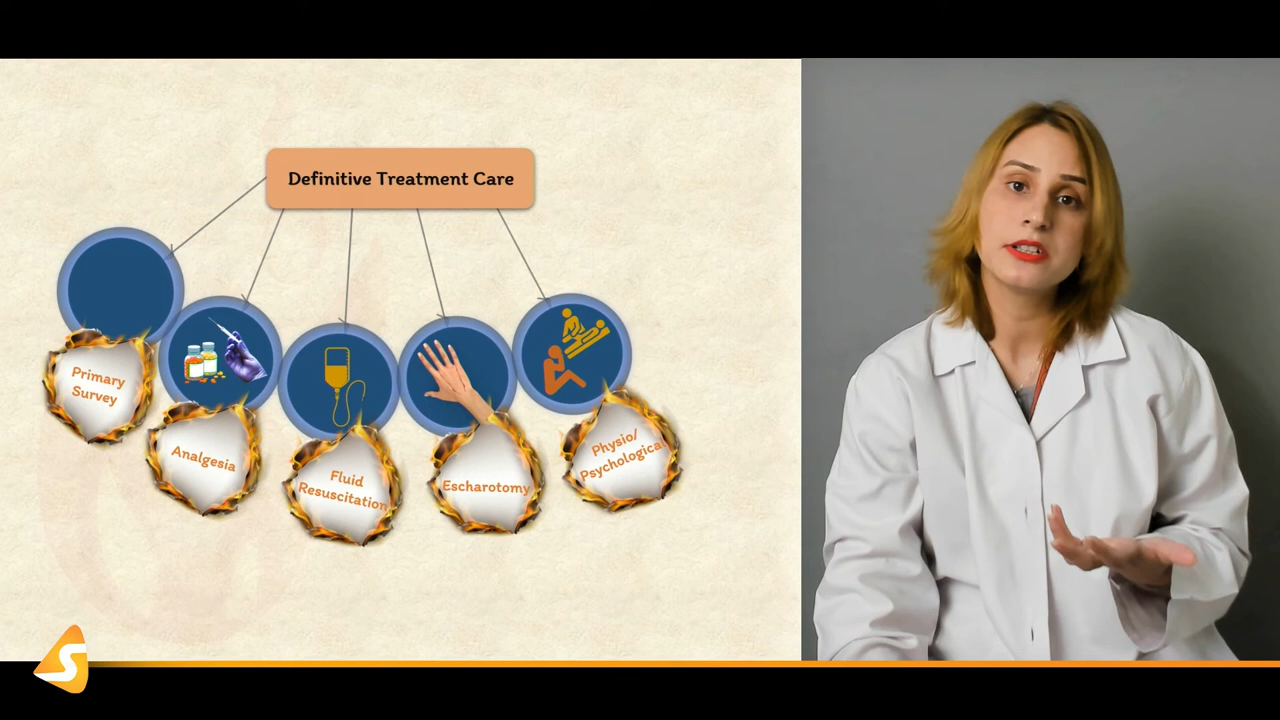 Definitive Treatment Care
Primary
Survey
Analgesia
Fluid
Resuscitation
Escharotomy
Physio/
Psychological
S